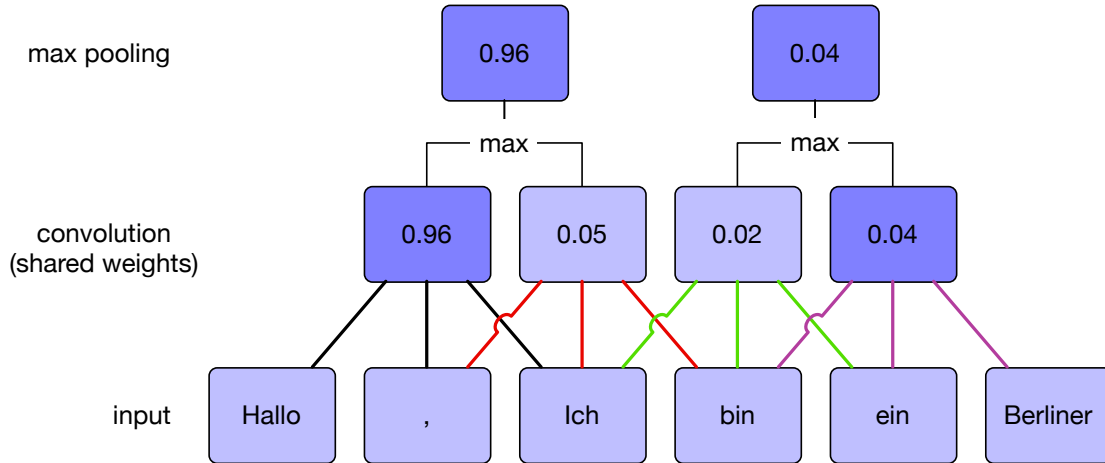 max pooling
0.96
0.04
max
max
convolution
(shared weights)
0.96
0.05
0.02
0.04
input
Hallo
,
Ich
bin
ein
Berliner